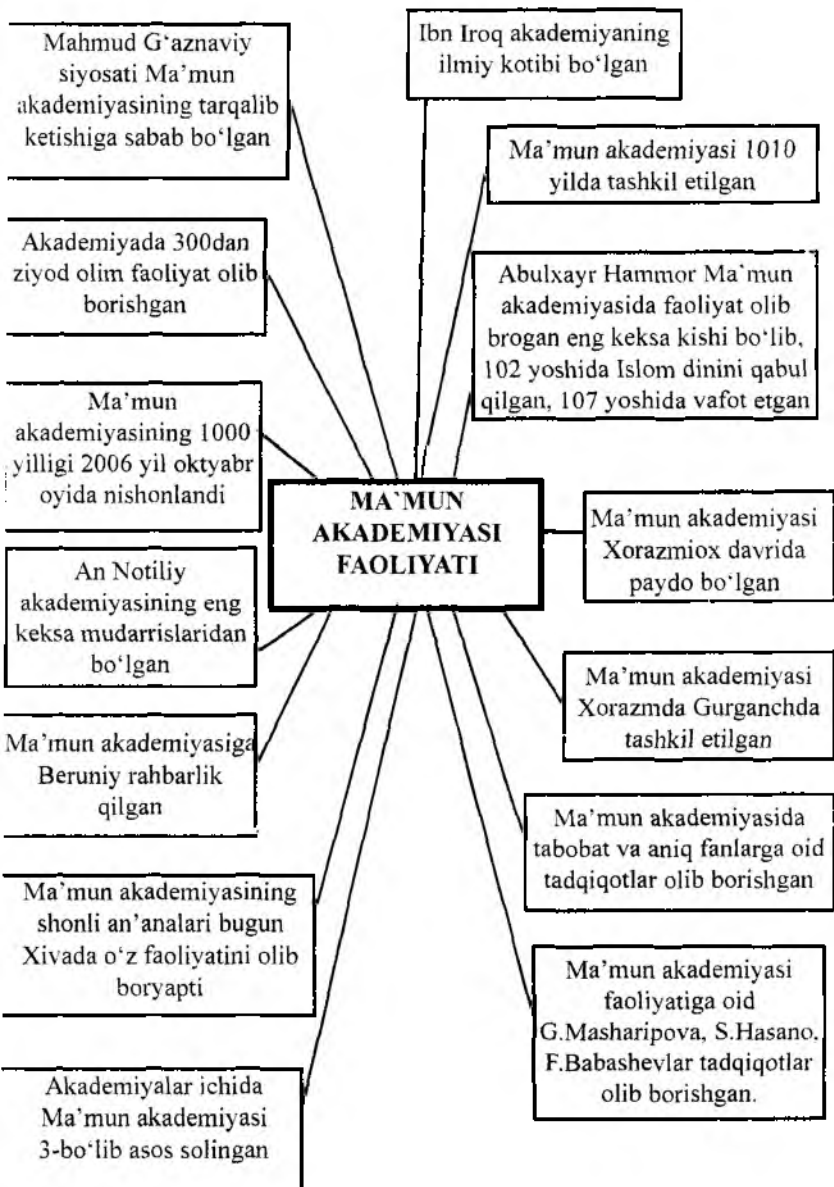 Mahmud G‘aznaviy
siyosati Ma’mun
akademiyasining tarqalib
ketishiga sabab bo‘lgan
Ibn Iroq akademiyaning
ilmiy kotibi bo‘lgan
Ma’mun akademiyasi 1010
yilda tashkil etilgan
Akademiyada 300dan
ziyod olim faoliyat olib
borishgan
Abulxayr Hammor Ma`mun
akademiyasida faoliyat olib
brogan eng keksa kishi bo‘lib,
102 yoshida Islom dinini qabul
qilgan, 107 yoshida vafot etgan
Ma’mun
akademiyasining 1000
yilligi 2006 yil oktyabr
oyida nishonlandi
MA`MUN
AKADEMIYASI
FAOLIYATI
Ma’mun akademiyasi
Xorazmiox davrida
paydo bo‘lgan
An Notiliy
akademiyasining eng
keksa mudarrislaridan
bo‘lgan
Ma’mun akademiyasi
Xorazmda Gurganchda
tashkil etilgan
Ma’mun akademiyasiga
Beruniy rahbarlik
qilgan
Ma’mun akademiyasida
tabobat va aniq fanlarga oid
tadqiqotlar olib borishgan
Ma’mun akademiyasining
shonli an’analari bugun
Xivada o‘z faoliyatini olib
boryapti
Ma’mun akademiyasi
faoliyatiga oid
G.Masharipova, S.Hasano,
F.Babashevlar tadqiqotlar
olib borishgan.
Akademiyalar ichida
Ma’mun akademiyasi
3-bo‘lib asos solingan